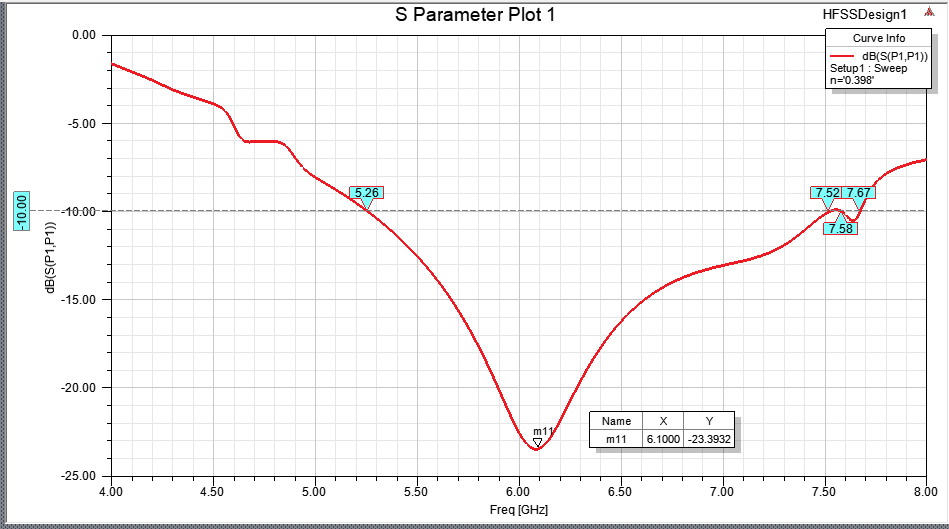 S Parameter Plot 1
HFSSDesign1
Curve Info
dB(S(P1,P1))
Setup1 : Sweep
n='0.398'
0.00
-5.00
-10.00
-15.00
-20.00
-25.00
-10.00
dB(S(P1,P1))
5.26
7.52
7.67
7.58
m11
Name X Y
m11 6.1000 -23.3932
4.00 4.50 5.00 5.50 6.00 6.50 7.00 7.50 8.00
Freq [GHz]